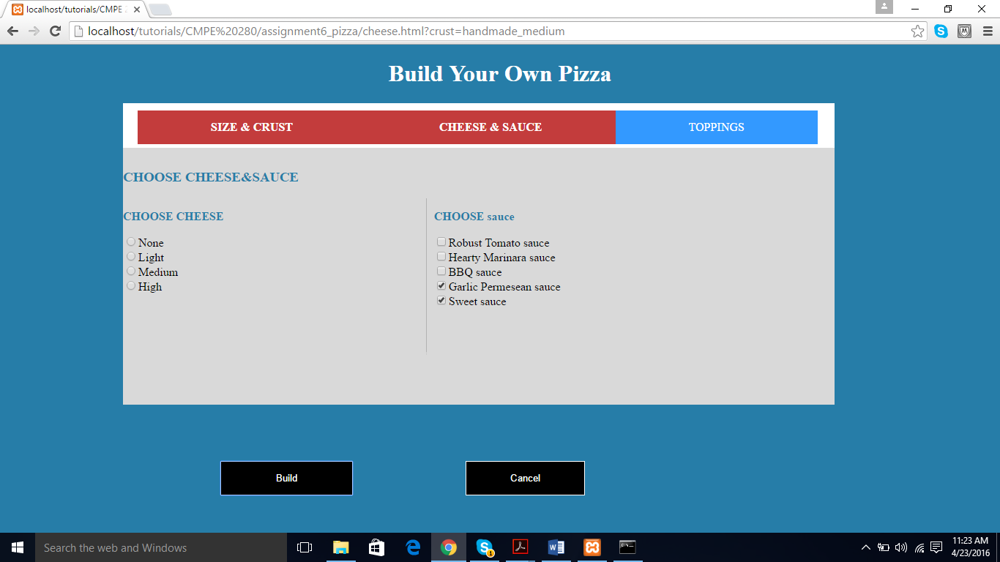 localhost/tutorials/CMPE 2
localhost/tutorials/CMPE%20280/assignment6_pizza/cheese.html?crust=handmade_medium
Build Your Own Pizza
SIZE & CRUST CHEESE & SAUCE TOPPINGS
CHOOSE CHEESE&SAUCE
CHOOSE CHEESE CHOOSE sauce
None Robust Tomato sauce
Light Hearty Marinara sauce
Medium BBQ sauce
High Garlic Permesean sauce
Sweet sauce
Build Cancel
Search the web and Windows 1 11:23 AM
4/23/2016